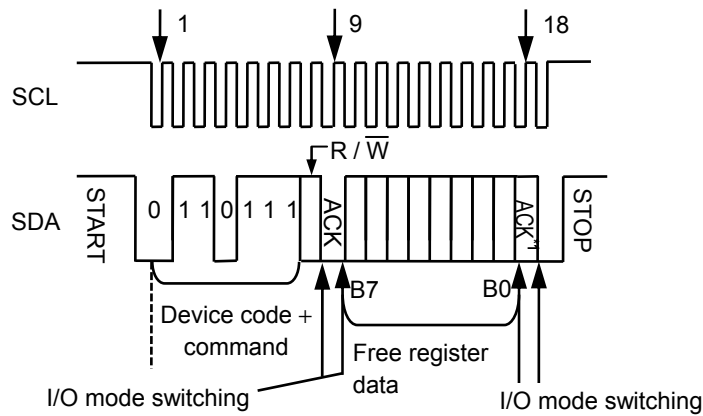 1 9 18
SCL
R / W
SDA START 0 1 1 0 1 1 1 ACK ACK*1 STOP
B7 B0
Device code +
command
Free register
data
I/O mode switching I/O mode switching